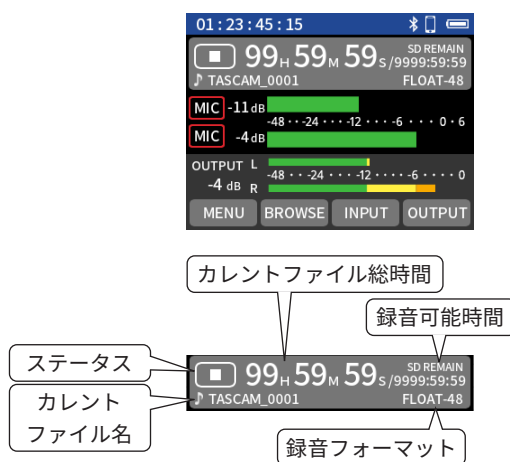 01:23:45:15
99H 59M 59S/9999:59:59
SD REMAIN
TASCAM_0001 FLOAT-48
MIC -11dB
-48・・-24・・・・-12・・・・-6・・・・0・6
MIC -4dB
OUTPUT L
-48・・-24・・・・-12・・・・-6・・・・0
-4 dB R
MENU BROWSE INPUT OUTPUT
カレントファイル総時間
録音可能時間
ステータス
99H 59M 59S/9999:59:59
SD REMAIN
TASCAM_0001 FLOAT-48
カレント
ファイル名
録音フォーマット